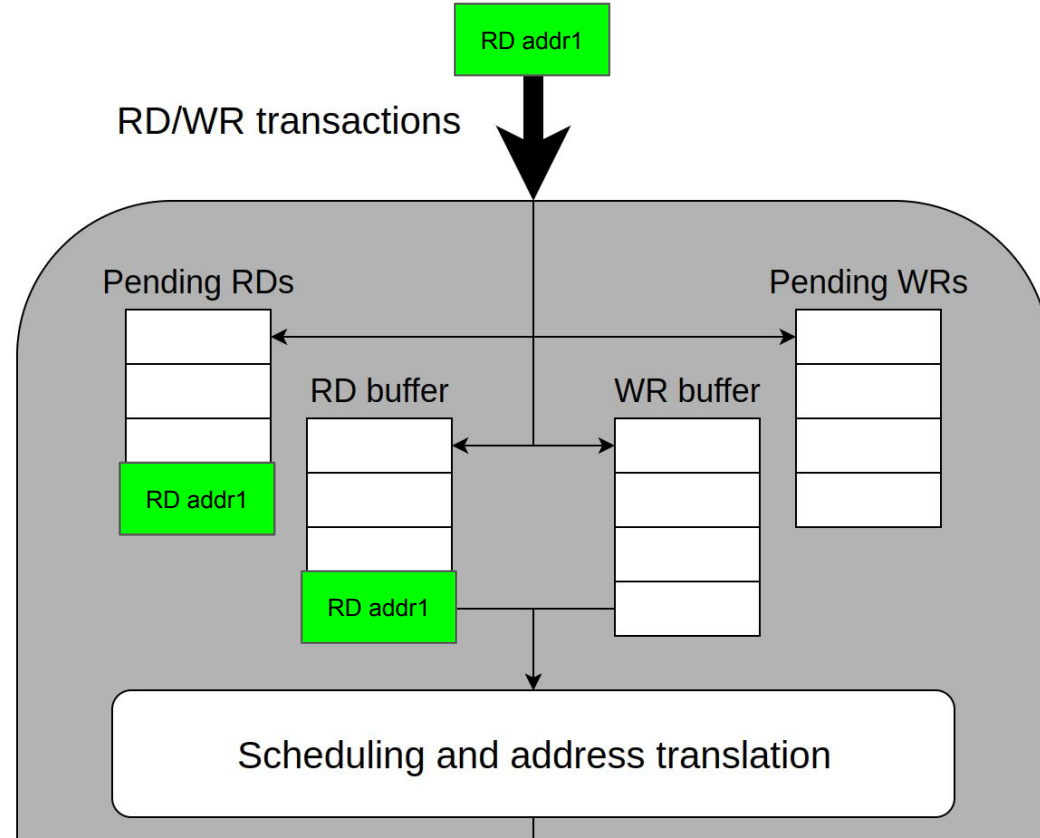 RD addr1
RD/WR transactions
Pending RDs
Pending WRs
RD buffer
WR buffer
RD addr1
RD addr1
Scheduling and address translation